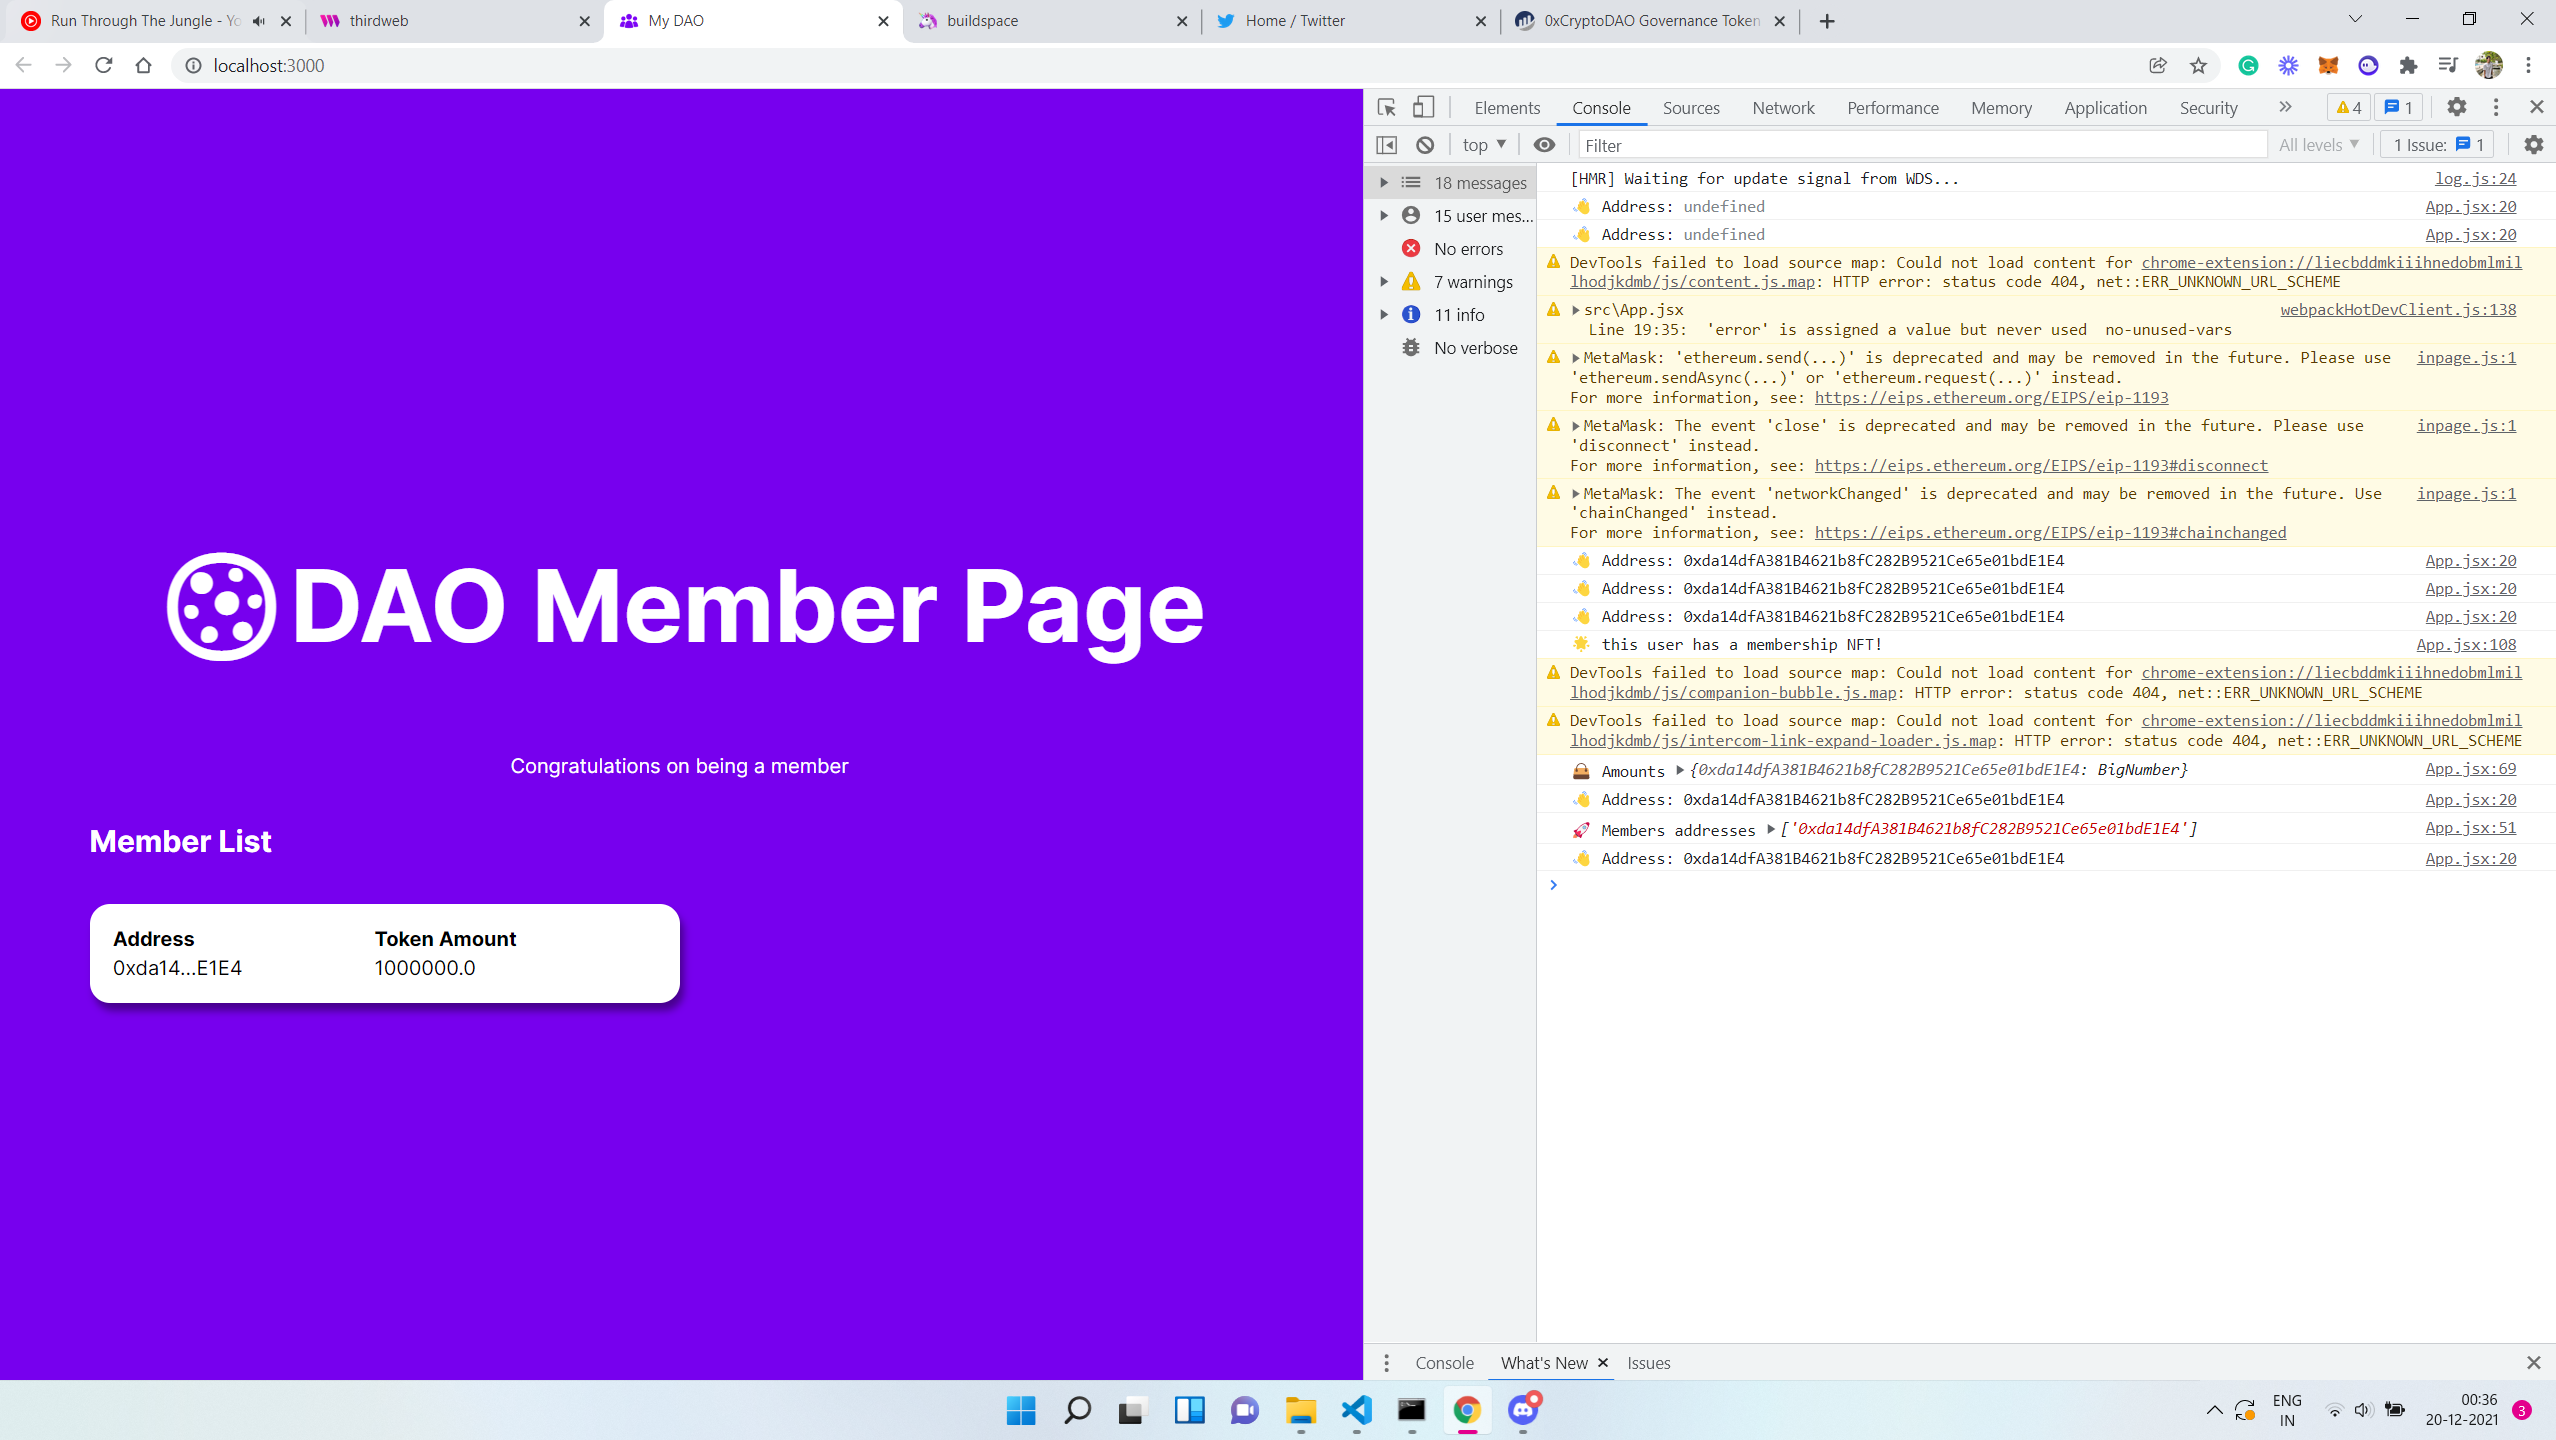 Run Through The Jungle - Yo
thirdweb
My DAO
buildspace
Home / Twitter
0xCryptoDAO Governance Token
localhost:3000
Elements
Console
Sources
Network
Performance
Memory
Application
Security
4
1
top
Filter
All levels
1 Issue:
1
18 messages
15 user mes...
No errors
7 warnings
11 info
No verbose
[HMR] Waiting for update signal from WDS...
log.js:24
👋 Address: undefined
App.jsx:20
👋 Address: undefined
App.jsx:20
DevTools failed to load source map: Could not load content for chrome-extension://liecbddmkiiihnedobmlmil
lhodjkdmb/js/content.js.map: HTTP error: status code 404, net::ERR_UNKNOWN_URL_SCHEME
src\App.jsx
webpackHotDevClient.js:138
Line 19:35:  'error' is assigned a value but never used  no-unused-vars
MetaMask: 'ethereum.send(...)' is deprecated and may be removed in the future. Please use
inpage.js:1
'ethereum.sendAsync(...)' or 'ethereum.request(...)' instead.
For more information, see: https://eips.ethereum.org/EIPS/eip-1193
MetaMask: The event 'close' is deprecated and may be removed in the future. Please use
inpage.js:1
'disconnect' instead.
For more information, see: https://eips.ethereum.org/EIPS/eip-1193#disconnect
MetaMask: The event 'networkChanged' is deprecated and may be removed in the future. Use
inpage.js:1
'chainChanged' instead.
For more information, see: https://eips.ethereum.org/EIPS/eip-1193#chainchanged
👋 Address: 0xda14dfA381B4621b8fC282B9521Ce65e01bdE1E4
App.jsx:20
👋 Address: 0xda14dfA381B4621b8fC282B9521Ce65e01bdE1E4
App.jsx:20
👋 Address: 0xda14dfA381B4621b8fC282B9521Ce65e01bdE1E4
App.jsx:20
🌟 this user has a membership NFT!
App.jsx:108
DevTools failed to load source map: Could not load content for chrome-extension://liecbddmkiiihnedobmlmil
lhodjkdmb/js/companion-bubble.js.map: HTTP error: status code 404, net::ERR_UNKNOWN_URL_SCHEME
DevTools failed to load source map: Could not load content for chrome-extension://liecbddmkiiihnedobmlmil
lhodjkdmb/js/intercom-link-expand-loader.js.map: HTTP error: status code 404, net::ERR_UNKNOWN_URL_SCHEME
👜 Amounts {0xda14dfA381B4621b8fC282B9521Ce65e01bdE1E4: BigNumber}
App.jsx:69
👋 Address: 0xda14dfA381B4621b8fC282B9521Ce65e01bdE1E4
App.jsx:20
🚀 Members addresses ['0xda14dfA381B4621b8fC282B9521Ce65e01bdE1E4']
App.jsx:51
👋 Address: 0xda14dfA381B4621b8fC282B9521Ce65e01bdE1E4
App.jsx:20
DAO Member Page
Congratulations on being a member
Member List
Address
Token Amount
0xda14...E1E4
1000000.0
Console
What's New
Issues
ENG
IN
00:36
20-12-2021
3